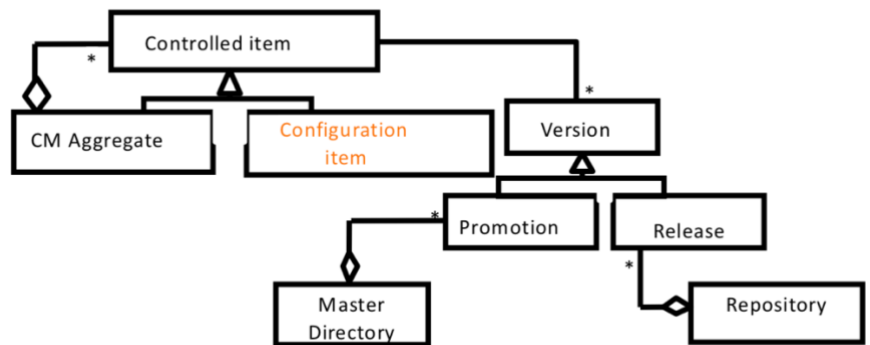 Controlled item
*
*
CM Aggregate
Configuration
item
Version
*
Promotion
Release
*
Master
Directory
Repository